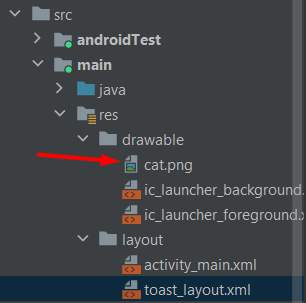 src
androidTest
main
java
res
drawable
cat.png
ic_launcher_background.
ic_launcher_foreground.x
layout
activity_main.xml
toast_layout.xml